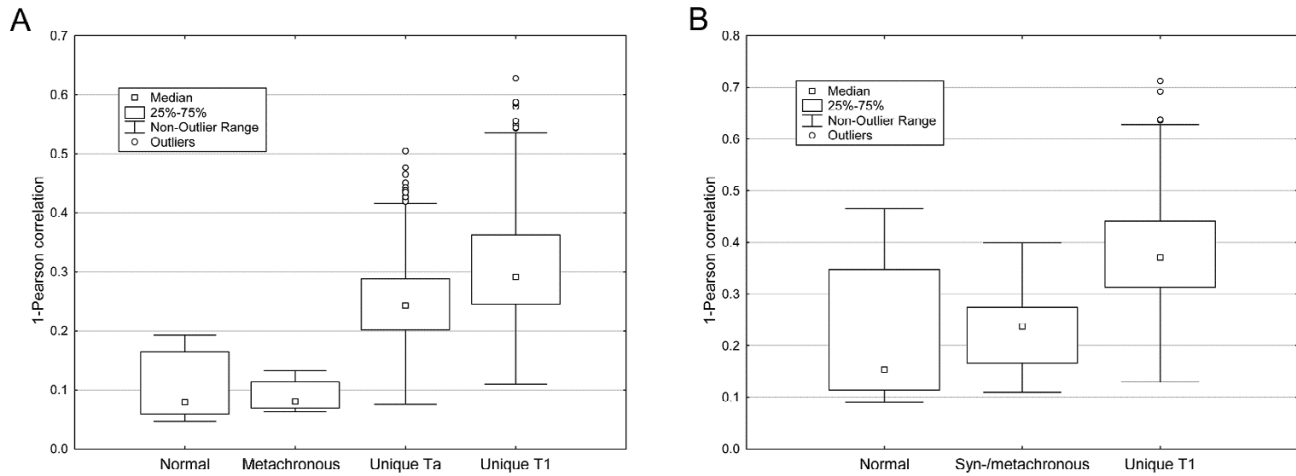 A
1-Pearson correlation
0.7
0.6
0.5
0.4
0.3
0.2
0.1
0.0
Median
25%-75%
Non-Outlier Range
Outliers
Normal Metachronous Unique Ta Unique T1
B
1-Pearson correlation
0.8
0.7
0.6
0.5
0.4
0.3
0.2
0.1
0.0
Median
25%-75%
Non-Outlier Range
Outliers
Normal Syn-/metachronous Unique T1